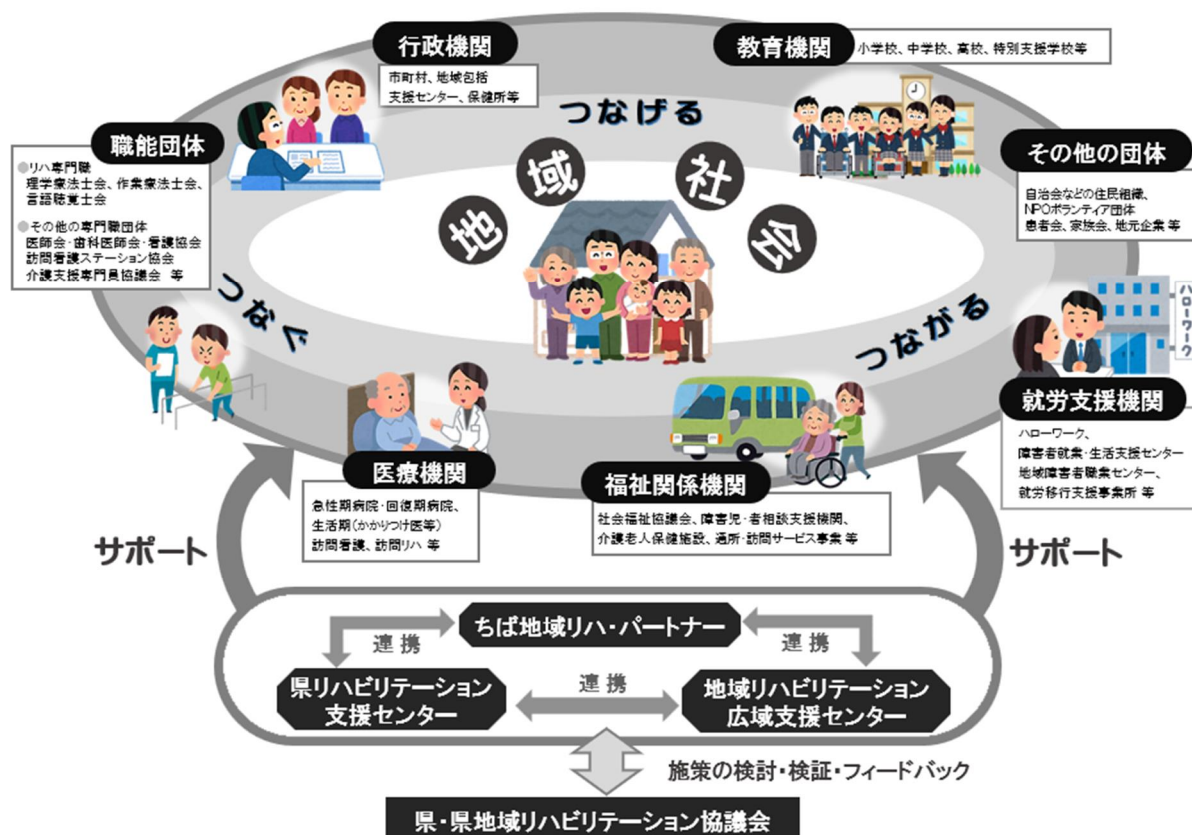 行政機関
市町村、地域包括
支援センター、保健所等
教育機関
小学校、中学校、高校、特別支援学校等
つなげる
職能団体
●リハ専門職
理学療法士会、作業療法士会、
言語聴覚士会
●その他の専門職団体
医師会・歯科医師会・看護協会
訪問看護ステーション協会
介護支援専門員協議会 等
地域社会
その他の団体
自治会などの住民組織、
NPOボランティア団体
患者会、家族会、地元企業 等
つなぐ
つながる
ハローワーク
就労支援機関
ハローワーク、
障害者就業・生活支援センター
地域障害者職業センター、
就労移行支援事業所 等
医療機関
急性期病院・回復期病院、
生活期(かかりつけ医等)
訪問看護、訪問リハ 等
福祉関係機関
社会福祉協議会、障害児・者相談支援機関、
介護老人保健施設、通所・訪問サービス事業 等
サポート
サポート
ちば地域リハ・パートナー
連携
連携
県リハビリテーション
支援センター
連携
地域リハビリテーション
広域支援センター
施策の検討・検証・フィードバック
県・県地域リハビリテーション協議会